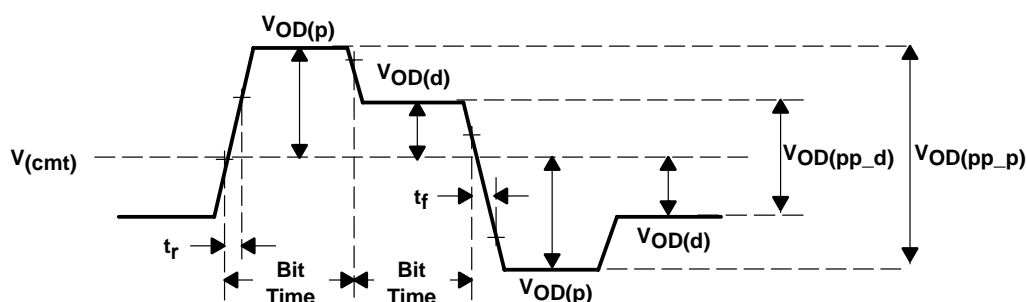 VOD(p)
VOD(d)
V(cmt)
VOD(pp_d)
VOD(pp_p)
tf
tr
VOD(d)
Bit
Time
Bit
Time
VOD(p)